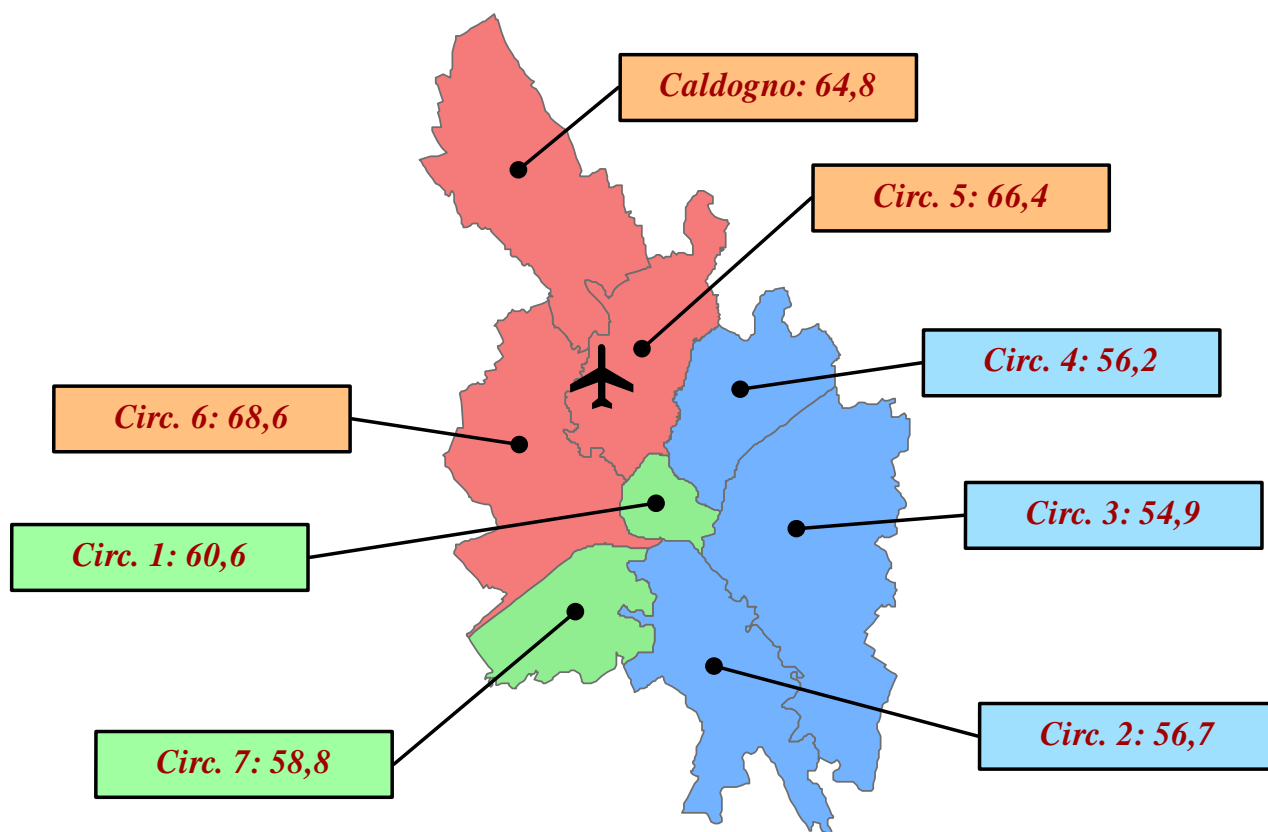 Caldogno: 64,8
Circ. 5: 66,4
Circ. 4: 56,2
Circ. 6: 68,6
Circ. 3: 54,9
Circ. 1: 60,6
Circ. 2: 56,7
Circ. 7: 58,8